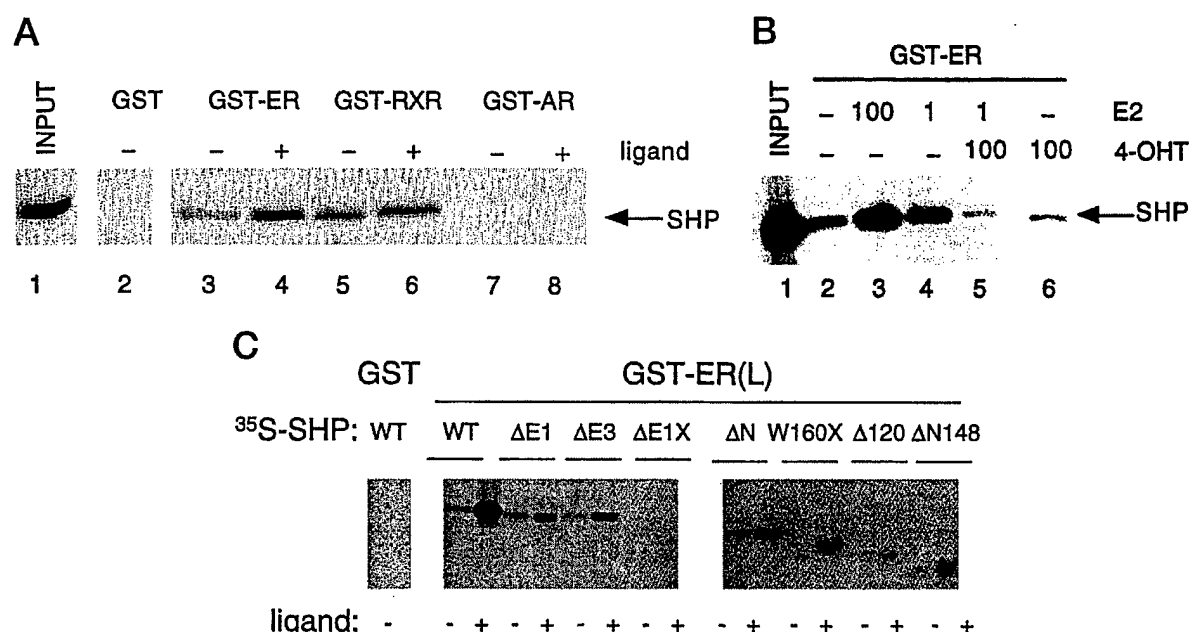 A
INPUT
GST
GST-ER
GST-RXR
GST-AR
– – + – + – + ligand
SHP
1 2 3 4 5 6 7 8
B
GST-ER
INPUT
– 100 1 1 – E2
– – – 100 100 4-OHT
SHP
1 2 3 4 5 6
C
GST
GST-ER(L)
³⁵S-SHP: WT WT ΔE1 ΔE3 ΔE1X ΔN W160X Δ120 ΔN148
ligand: - - + - + - + - + - + - + - + - +